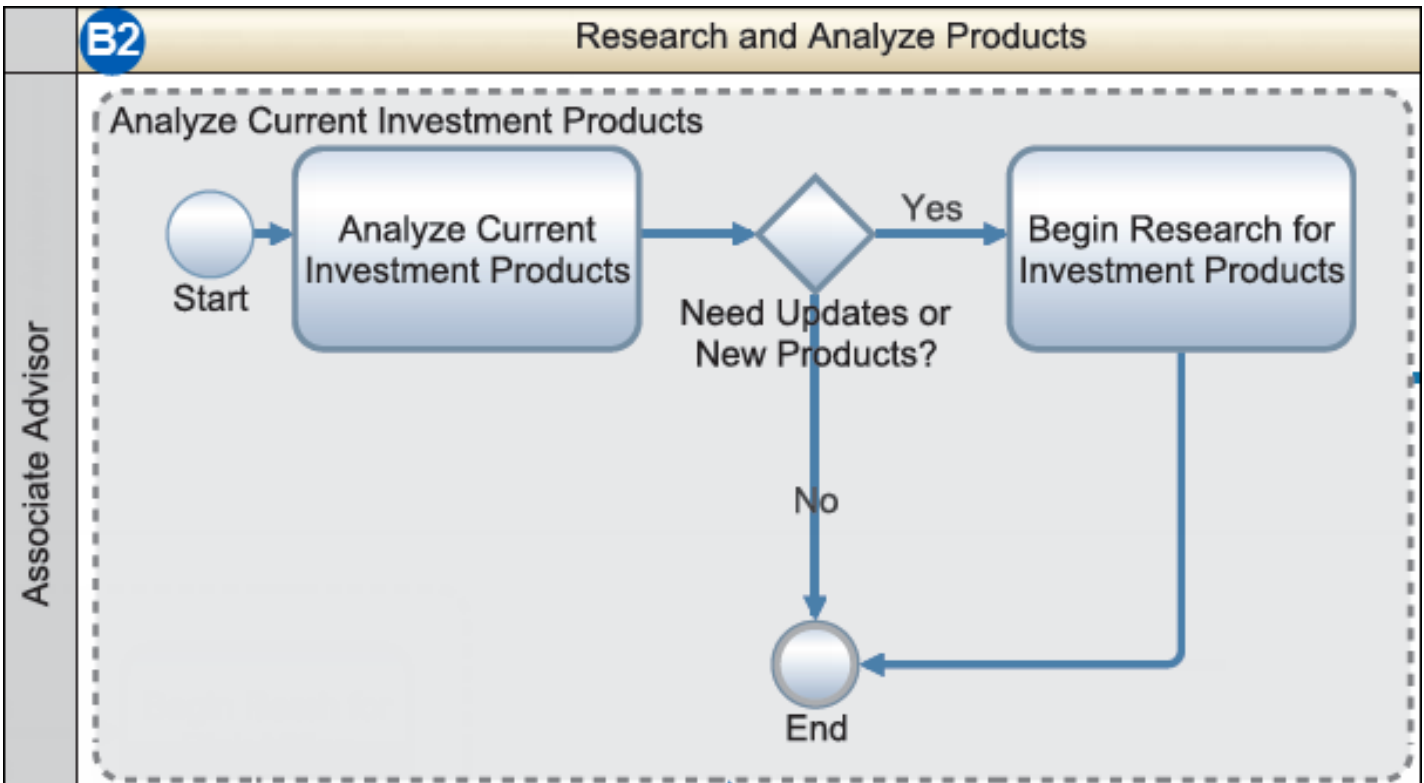 B2
Research and Analyze Products
Associate Advisor
Analyze Current Investment Products
Start
Analyze Current
Investment Products
Need Updates or
New Products?
Yes
Begin Research for
Investment Products
No
End